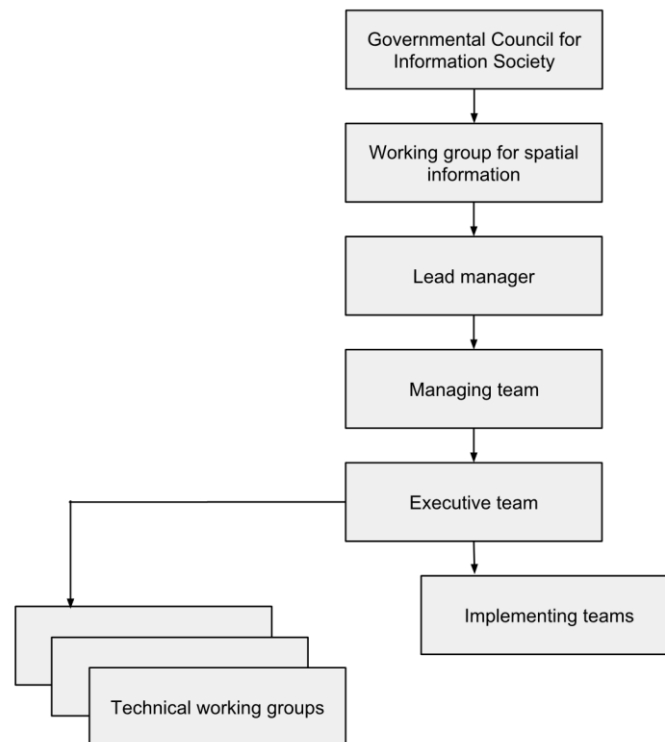 Governmental Council for
Information Society
Working group for spatial
information
Lead manager
Managing team
Executive team
Implementing teams
Technical working groups